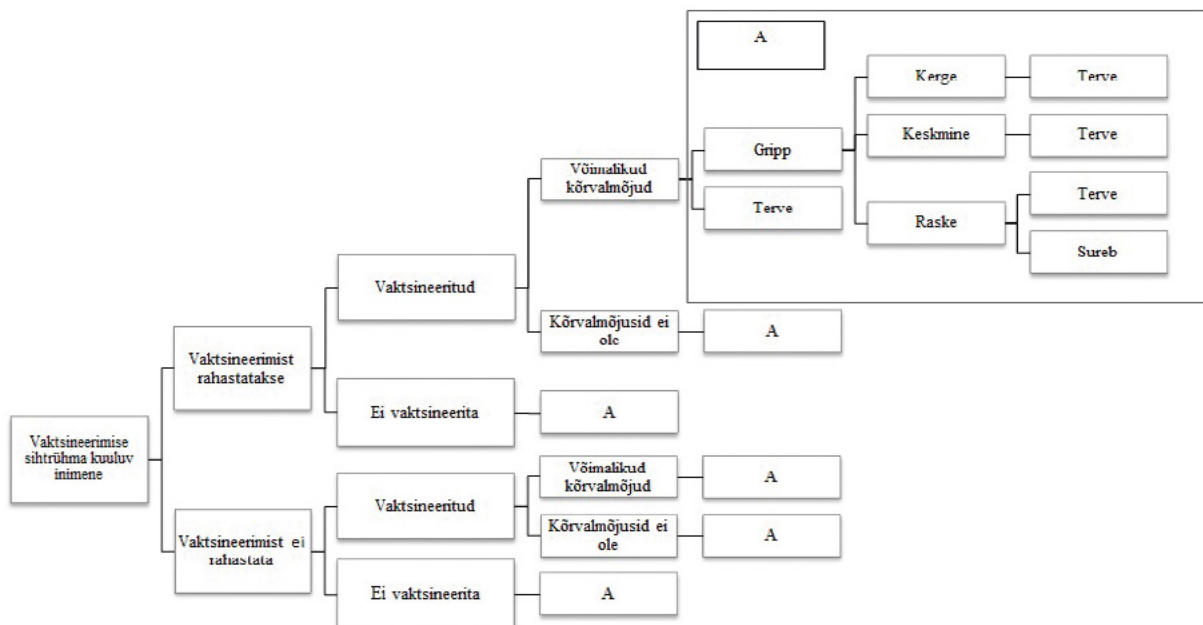 A
Kerge
Terve
Keskmine
Terve
Gripp
Võimalikud
kõrvalmõjud
Terve
Terve
Raske
Sureb
Vaktsineeritud
Kõrvalmõjusid ei
ole
A
Vaktsineerimist
rahastatakse
Ei vaktsineerita
A
Vaktsineerimise
sihtrühma kuuluv
inimene
Võimalikud
kõrvalmõjud
A
Vaktsineeritud
Kõrvalmõjusid ei
ole
A
Vaktsineerimist ei
rahastata
Ei vaktsineerita
A